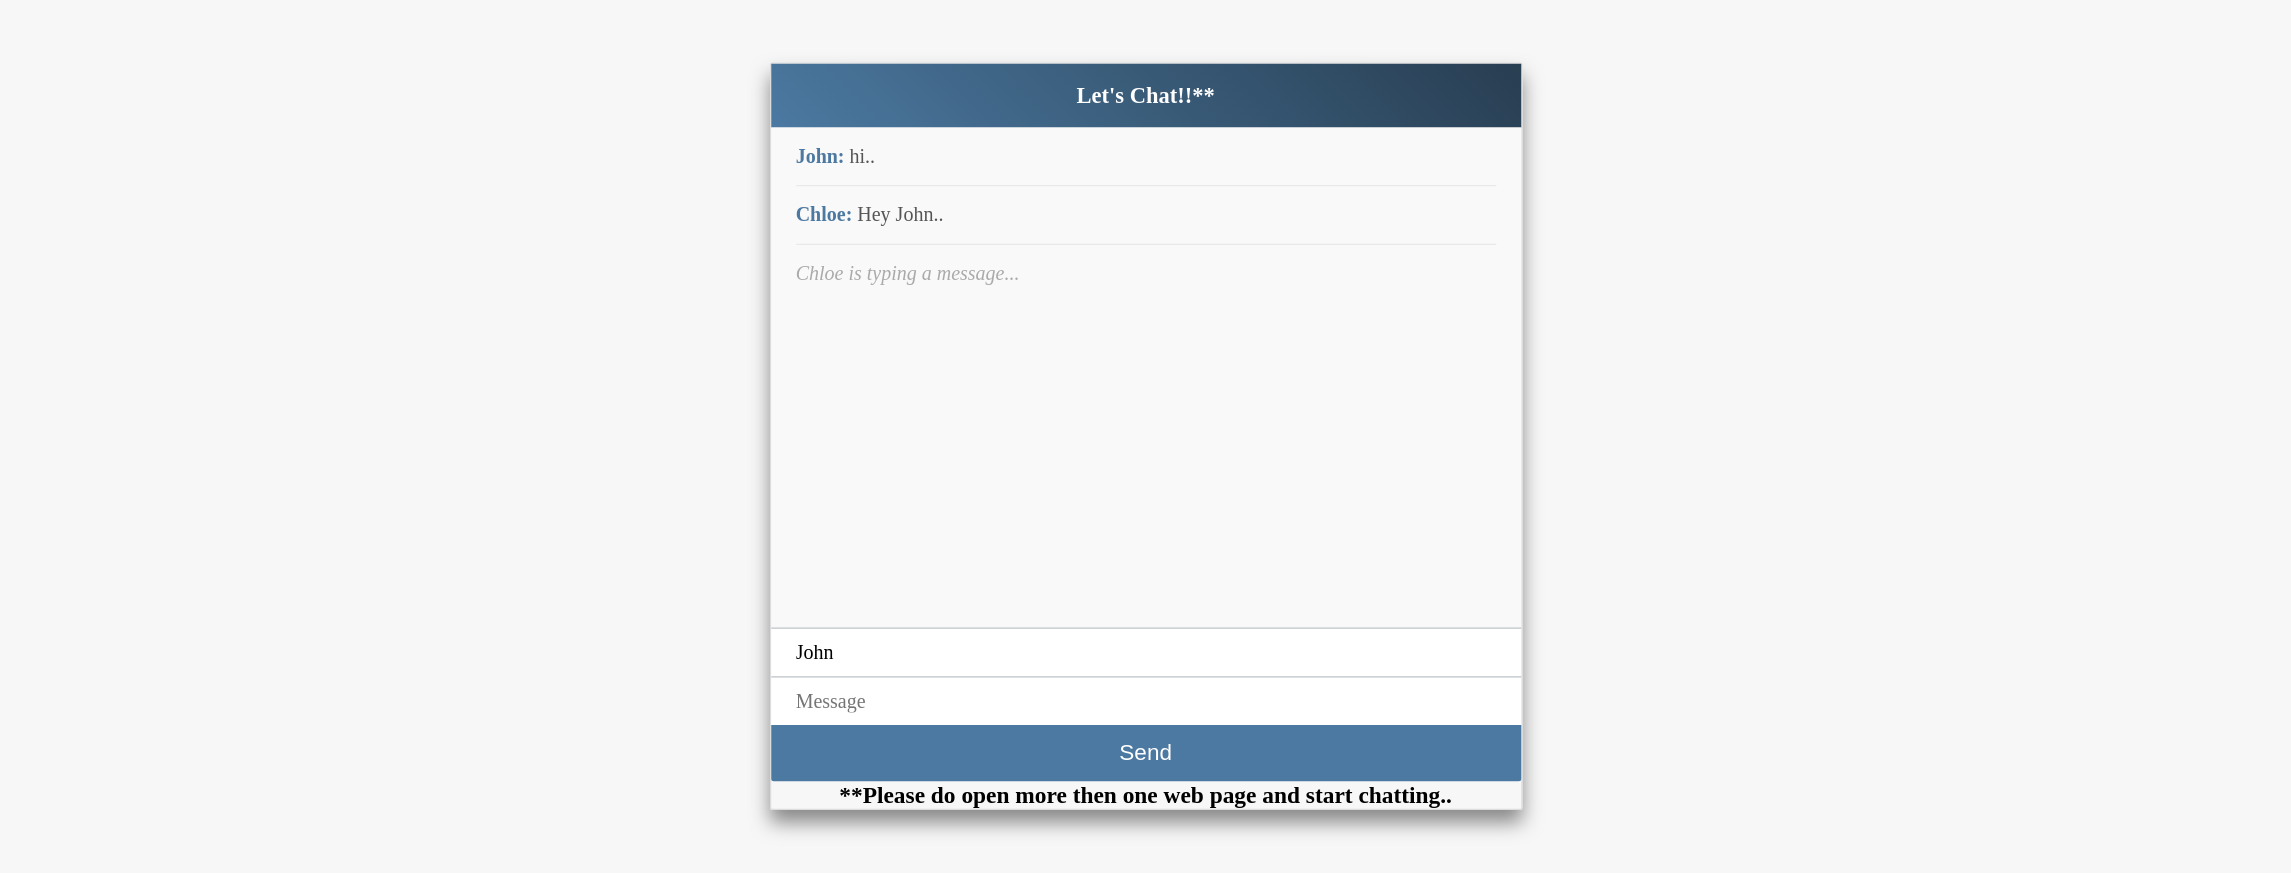 Let's Chat!!**
John: hi..
Chloe: Hey John..
Chloe is typing a message...
John
Message
Send
**Please do open more then one web page and start chatting..